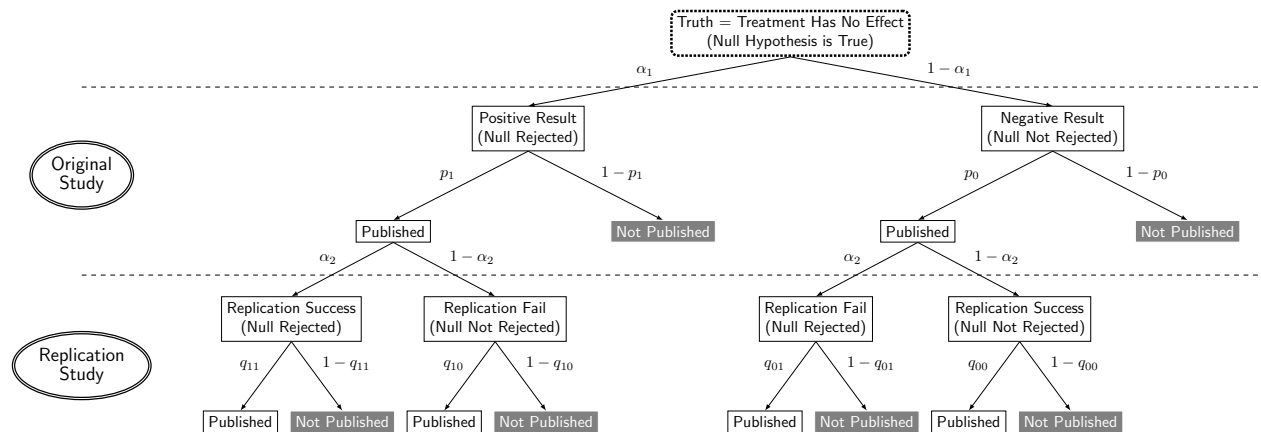 Truth = Treatment Has No Effect
(Null Hypothesis is True)
α₁
1 − α₁
Positive Result
(Null Rejected)
Negative Result
(Null Not Rejected)
Original
Study
p₁
1 − p₁
p₀
1 − p₀
Published
Not Published
Published
Not Published
α₂
1 − α₂
α₂
1 − α₂
Replication Success
(Null Rejected)
Replication Fail
(Null Not Rejected)
Replication Fail
(Null Rejected)
Replication Success
(Null Not Rejected)
Replication
Study
q₁₁
1 − q₁₁
q₁₀
1 − q₁₀
q₀₁
1 − q₀₁
q₀₀
1 − q₀₀
Published
Not Published
Published
Not Published
Published
Not Published
Published
Not Published